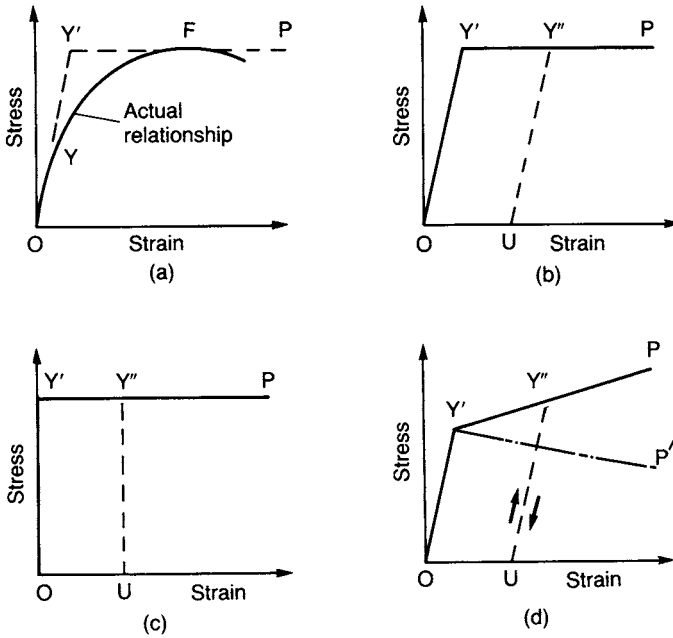 Y' F P
Stress
Actual
relationship
Y
O Strain
(a)
Y' Y" P
Stress
O U Strain
(b)
Y' Y" P
Stress
O U Strain
(c)
P
Y"
Y'
P'
Stress
O U Strain
(d)